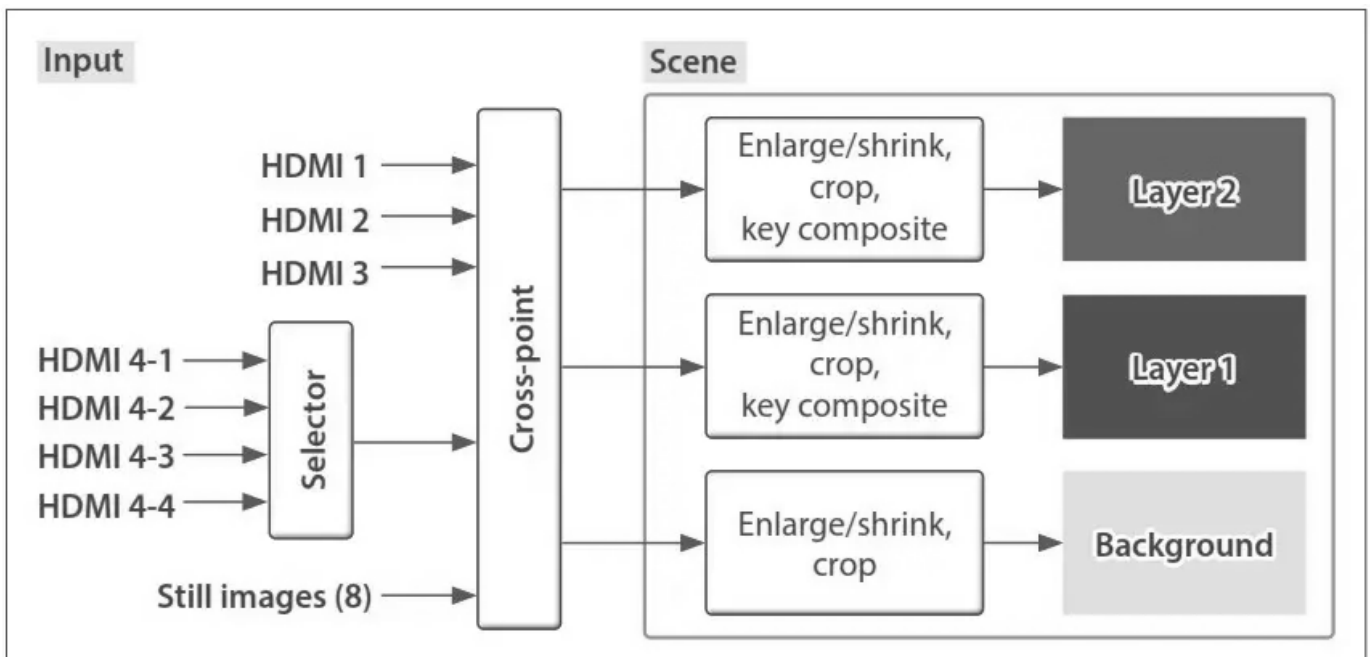 Input
Scene
HDMI 1
HDMI 2
HDMI 3
HDMI 4-1
HDMI 4-2
HDMI 4-3
HDMI 4-4
Selector
Still images (8)
Cross-point
Enlarge/shrink,
crop,
key composite
Layer 2
Enlarge/shrink,
crop,
key composite
Layer 1
Enlarge/shrink,
crop
Background